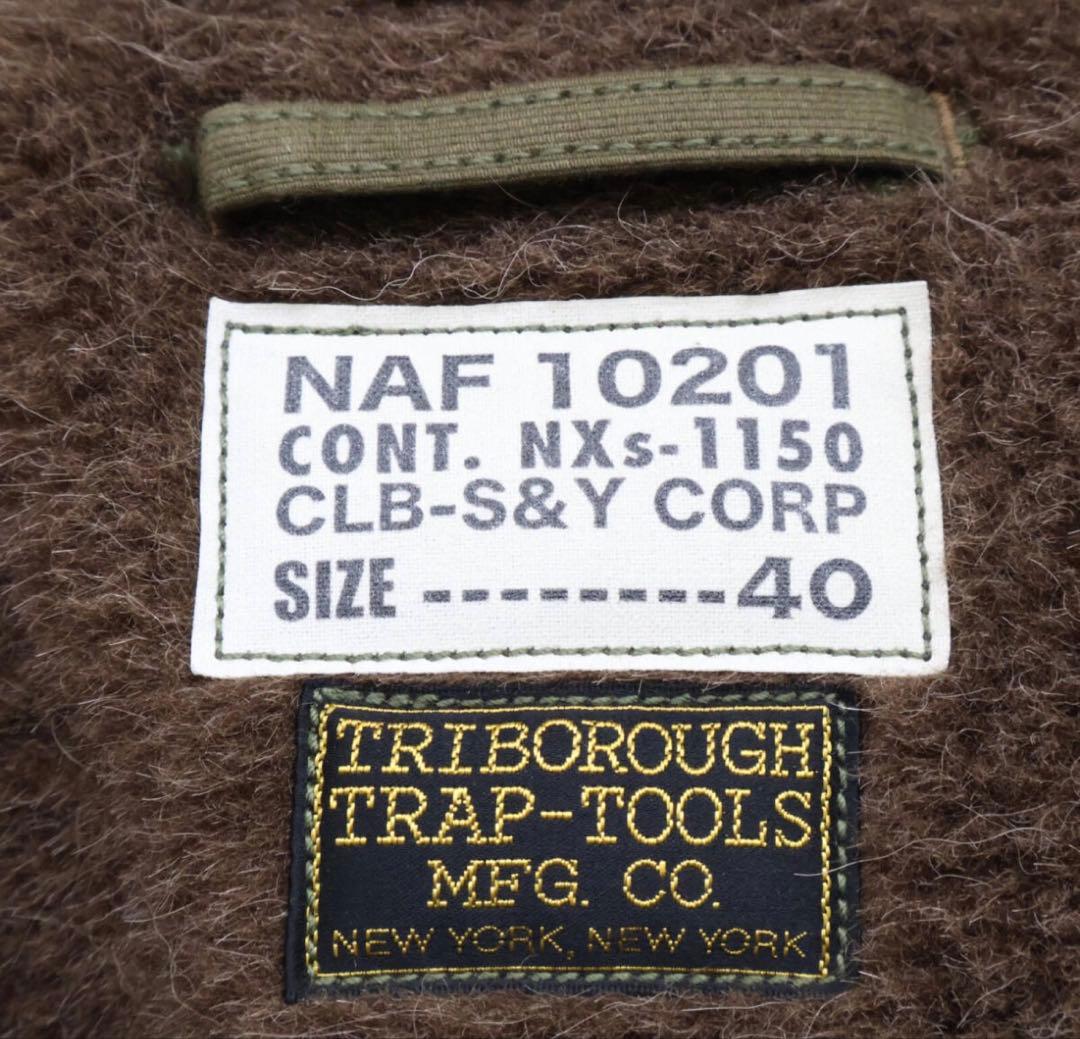 NAF 10201
CONT. NXs-1150
CLB-S&Y CORP
SIZE --------40
TRIBOROUGH
TRAP-TOOLS
MFG. CO.
NEW YORK, NEW YORK